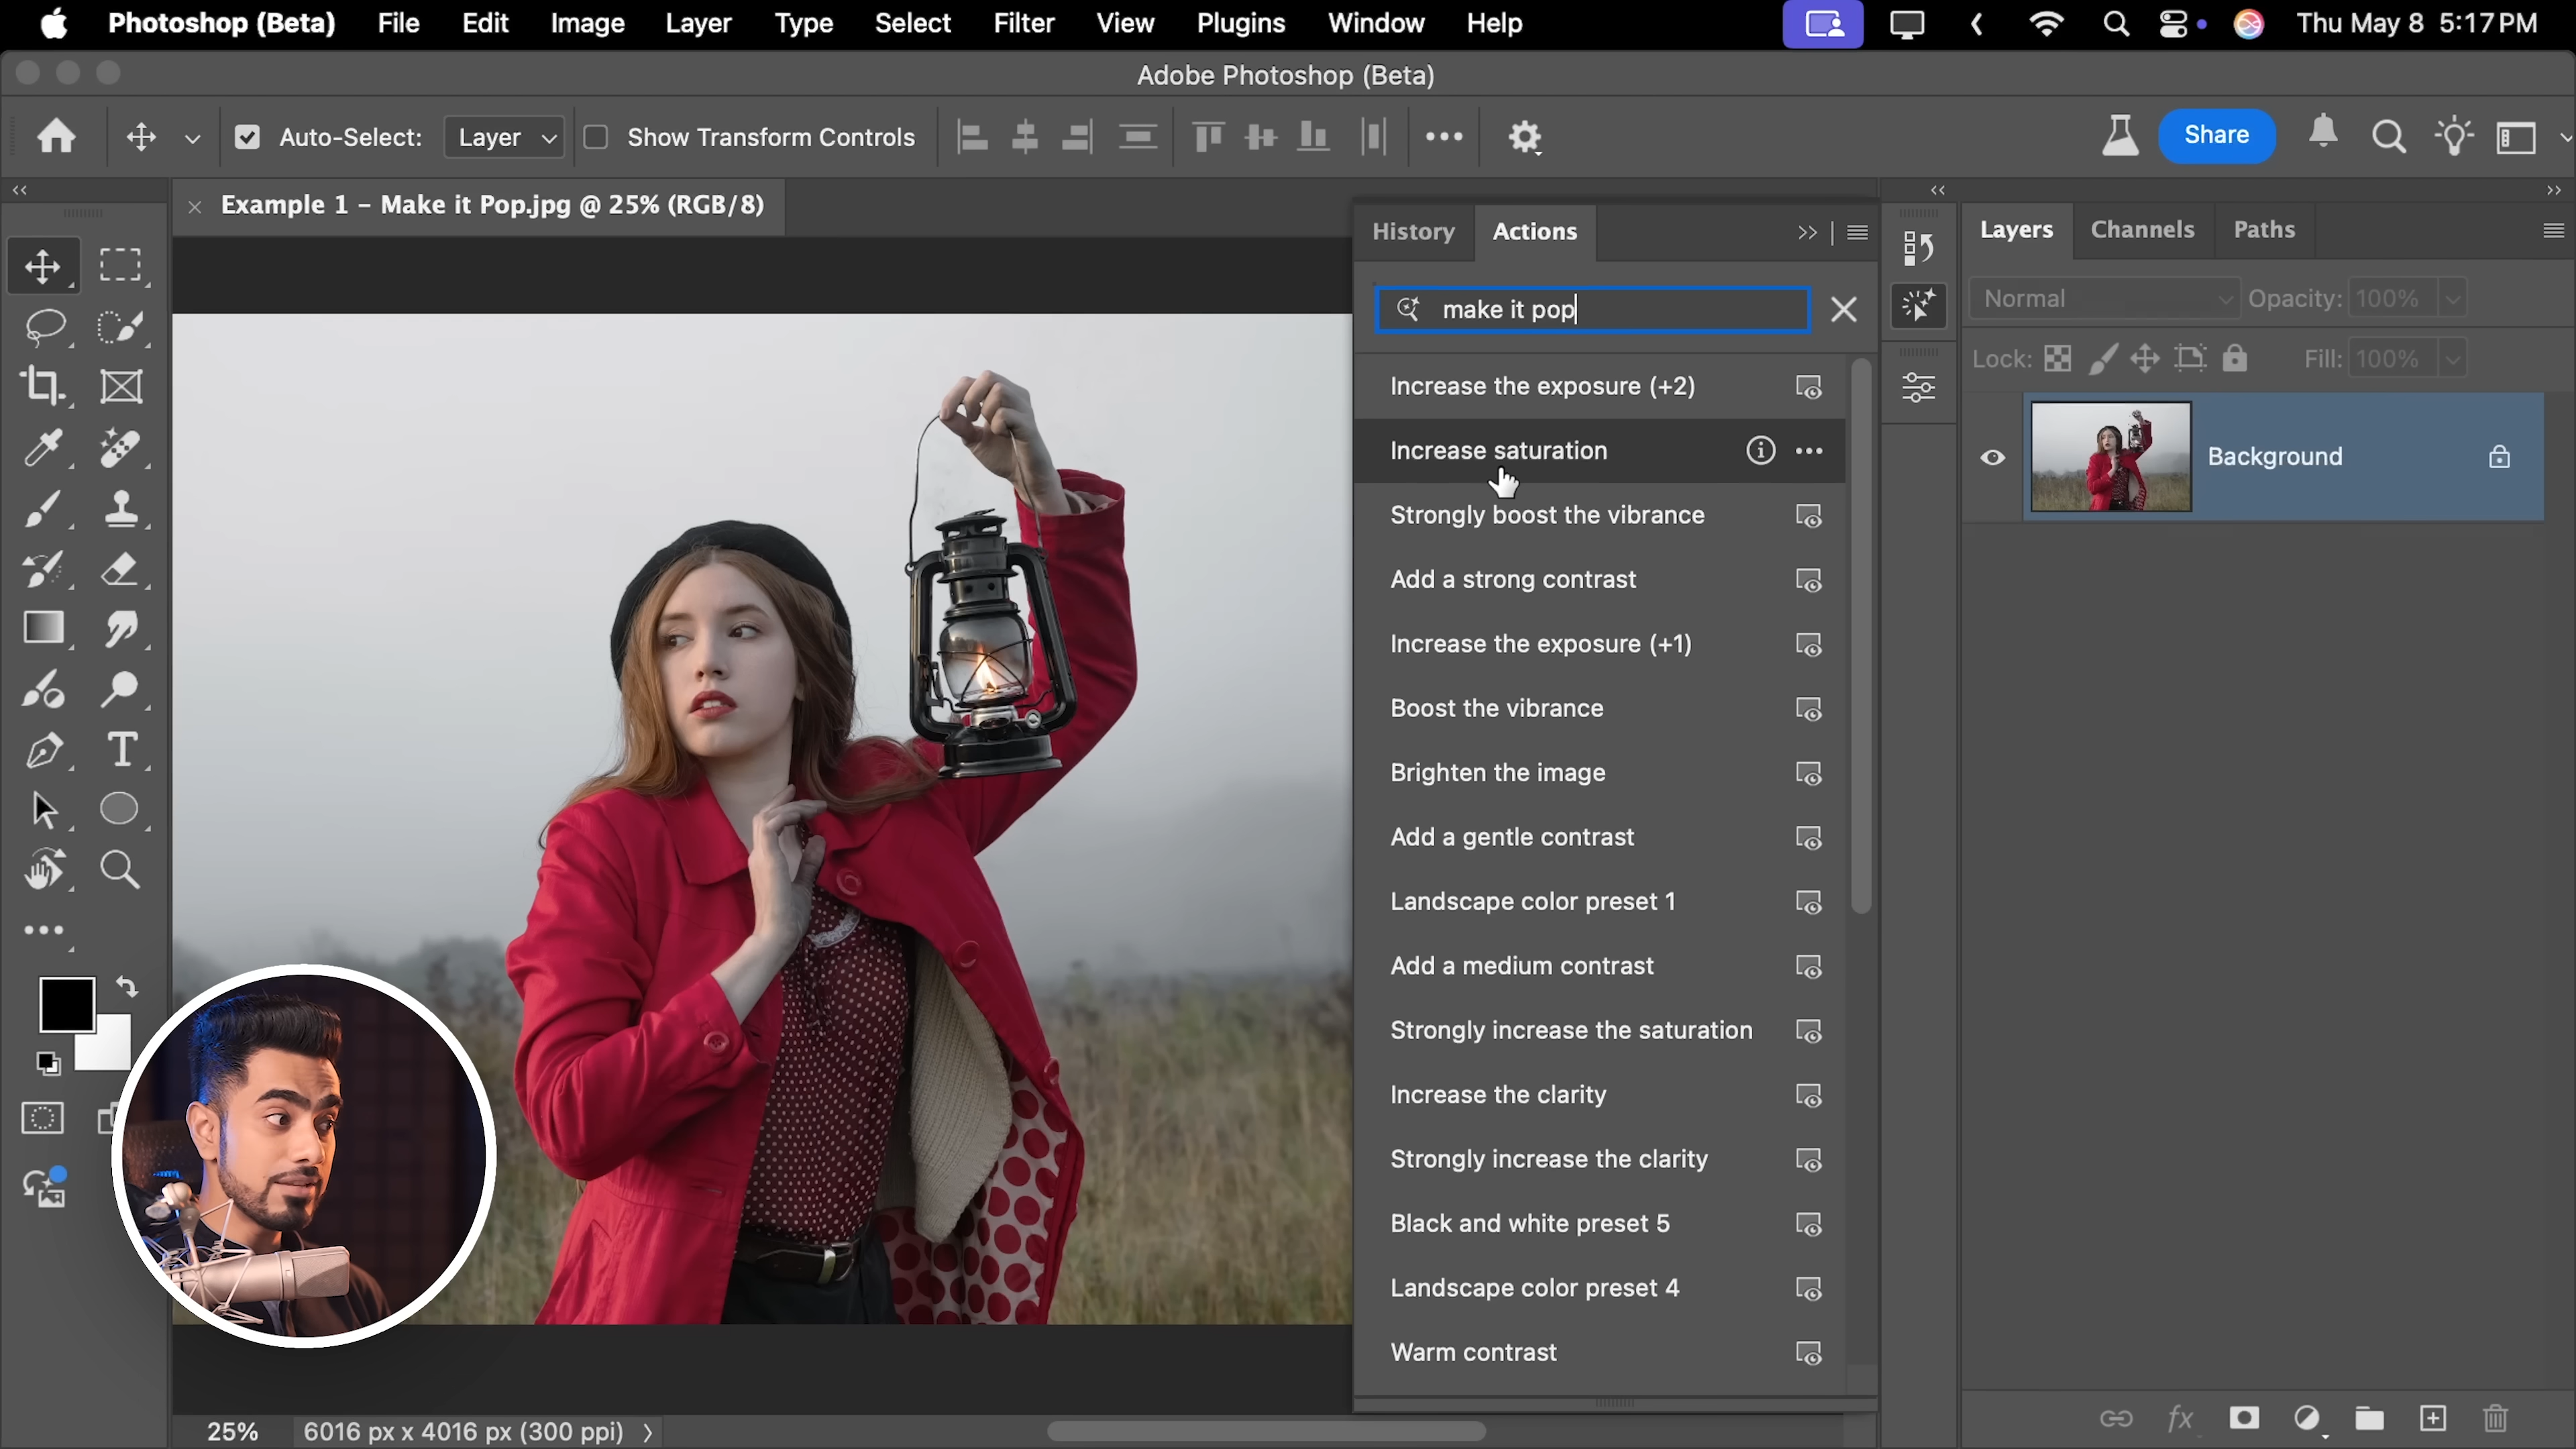 Photoshop (Beta) File Edit Image Layer Type Select Filter View Plugins Window Help Thu May 8 5:17 PM
Adobe Photoshop (Beta)
Auto-Select: Layer Show Transform Controls Share
Example 1 – Make it Pop.jpg @ 25% (RGB/8)
History Actions
make it pop
Increase the exposure (+2)
Increase saturation
Strongly boost the vibrance
Add a strong contrast
Increase the exposure (+1)
Boost the vibrance
Brighten the image
Add a gentle contrast
Landscape color preset 1
Add a medium contrast
Strongly increase the saturation
Increase the clarity
Strongly increase the clarity
Black and white preset 5
Landscape color preset 4
Warm contrast
Layers Channels Paths
Normal Opacity: 100%
Lock: Fill: 100%
Background
fx
25% 6016 px x 4016 px (300 ppi)